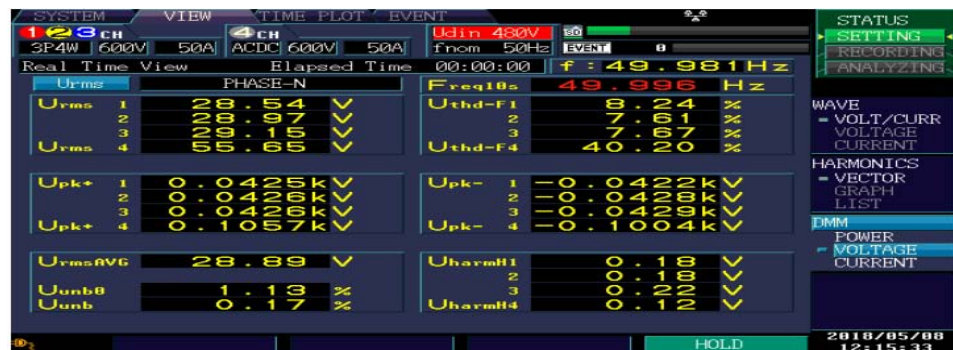 SYSTEM VIEW TIME PLOT EVENT STATUS
1 2 3 CH 4 CH Udin 480V SD SETTING
3P4W 600V 50A ACDC 600V 50A fnom 50Hz EVENT 0 RECORDING
Real Time View Elapsed Time 00:00:00 f : 49.981Hz ANALYZING
Urms PHASE-N Freq10s 49.996 Hz
Urms 1 28.54 V Uthd-F1 8.24 %
2 28.97 V 2 7.61 %
3 29.15 V 3 7.67 %
Urms 4 55.65 V Uthd-F4 40.20 %
Upk+ 1 0.0425kV Upk- 1 -0.0422kV
2 0.0426kV 2 -0.0428kV
3 0.0426kV 3 -0.0429kV
Upk+ 4 0.1057kV Upk- 4 -0.1004kV
UrmsAVG 28.89 V UharmH1 0.18 V
2 0.18 V
Uunb0 1.13 % 3 0.22 V
Uunb 0.17 % UharmH4 0.12 V
WAVE
VOLT/CURR
VOLTAGE
CURRENT
HARMONICS
VECTOR
GRAPH
LIST
DMM
POWER
VOLTAGE
CURRENT
HOLD
2018/05/08
12:15:33